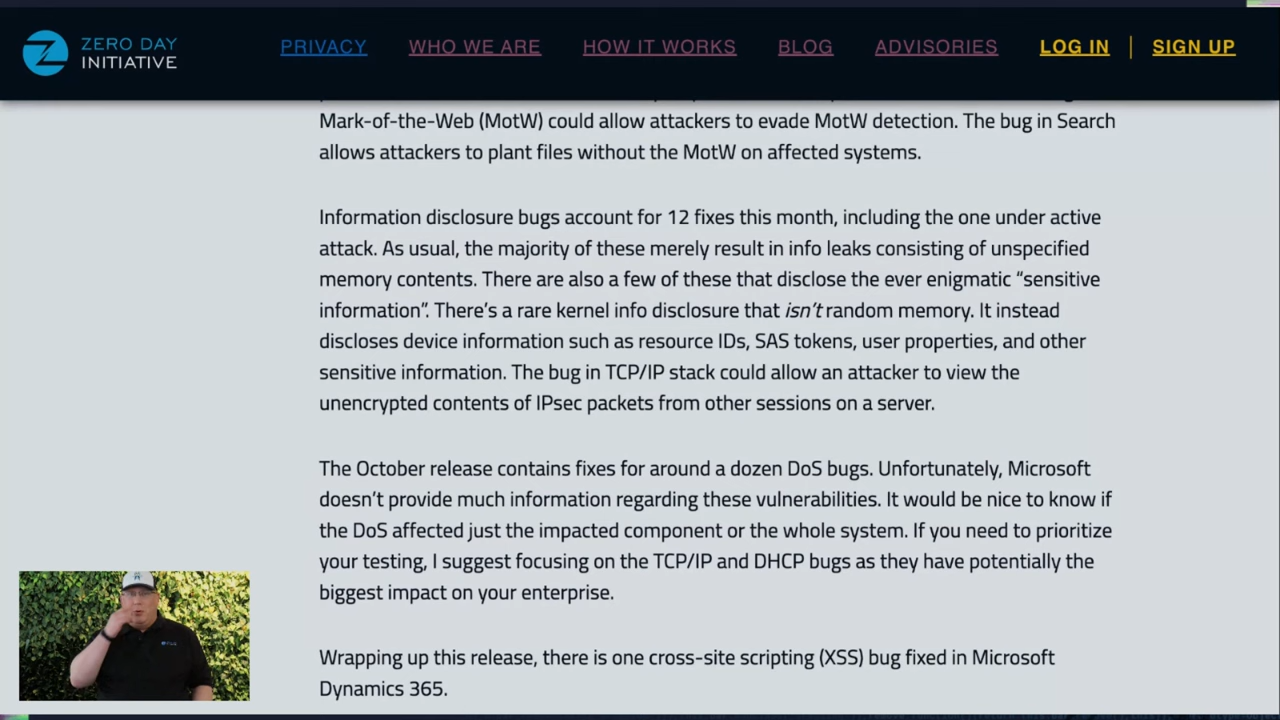 ZERO DAY
INITIATIVE
PRIVACY
WHO WE ARE
HOW IT WORKS
BLOG
ADVISORIES
LOG IN
SIGN UP
Mark-of-the-Web (MotW) could allow attackers to evade MotW detection. The bug in Search
allows attackers to plant files without the MotW on affected systems.
Information disclosure bugs account for 12 fixes this month, including the one under active
attack. As usual, the majority of these merely result in info leaks consisting of unspecified
memory contents. There are also a few of these that disclose the ever enigmatic “sensitive
information”. There’s a rare kernel info disclosure that isn’t random memory. It instead
discloses device information such as resource IDs, SAS tokens, user properties, and other
sensitive information. The bug in TCP/IP stack could allow an attacker to view the
unencrypted contents of IPsec packets from other sessions on a server.
The October release contains fixes for around a dozen DoS bugs. Unfortunately, Microsoft
doesn’t provide much information regarding these vulnerabilities. It would be nice to know if
the DoS affected just the impacted component or the whole system. If you need to prioritize
your testing, I suggest focusing on the TCP/IP and DHCP bugs as they have potentially the
biggest impact on your enterprise.
Wrapping up this release, there is one cross-site scripting (XSS) bug fixed in Microsoft
Dynamics 365.